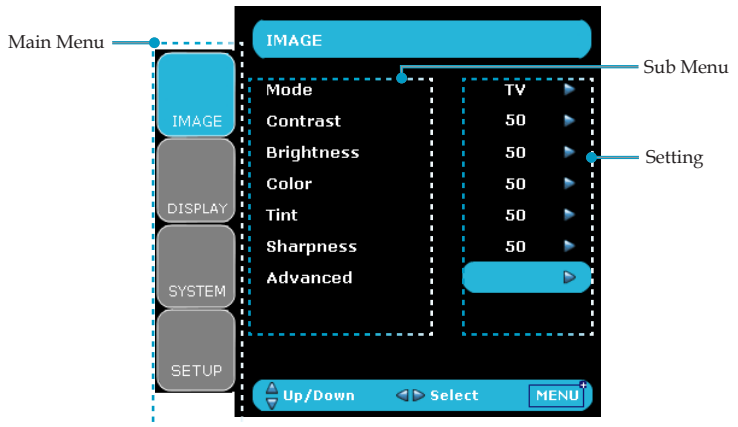 Main Menu
IMAGE
Sub Menu
Mode TV
IMAGE
Contrast 50
Brightness 50
Setting
Color 50
DISPLAY
Tint 50
Sharpness 50
Advanced
SYSTEM
SETUP
Up/Down Select MENU